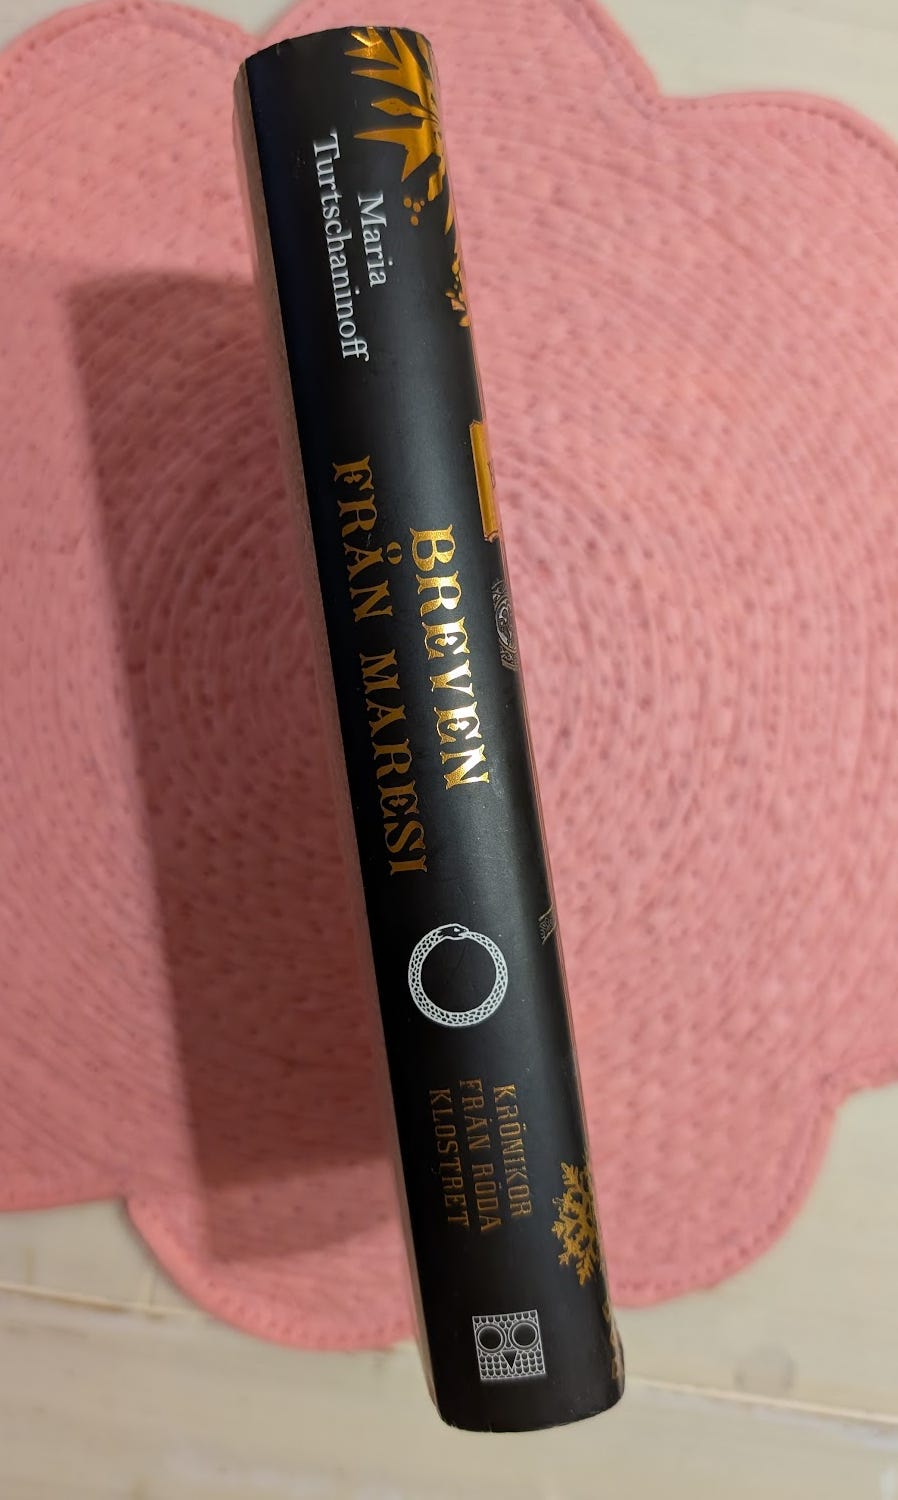 Maria
Turtschaninoff
BREVEN
FRÅN MARESI
KRÖNIKOR
FRÅN RÖDA
KLOSTRET